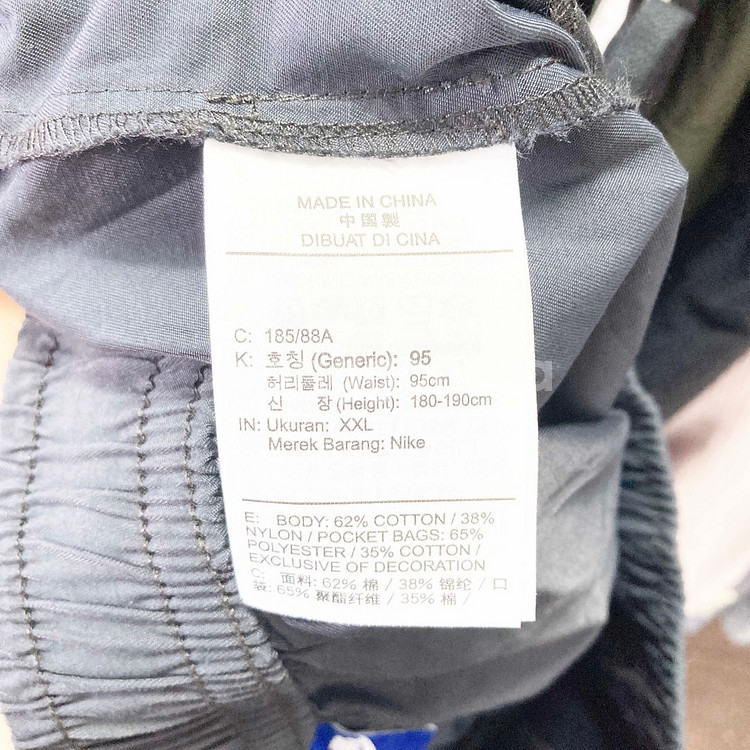 MADE IN CHINA
中国製
DIBUAT DI CINA
C: 185/88A
K: 호칭 (Generic): 95
허리둘레 (Waist): 95cm
신 장 (Height): 180-190cm
IN: Ukuran: XXL
Merek Barang: Nike
E: BODY: 62% COTTON / 38%
NYLON / POCKET BAGS: 65%
POLYESTER / 35% COTTON /
EXCLUSIVE OF DECORATION
C: 面料: 62% 棉 / 38% 锦纶 / 口
袋: 65% 聚酯纤维 / 35% 棉 /